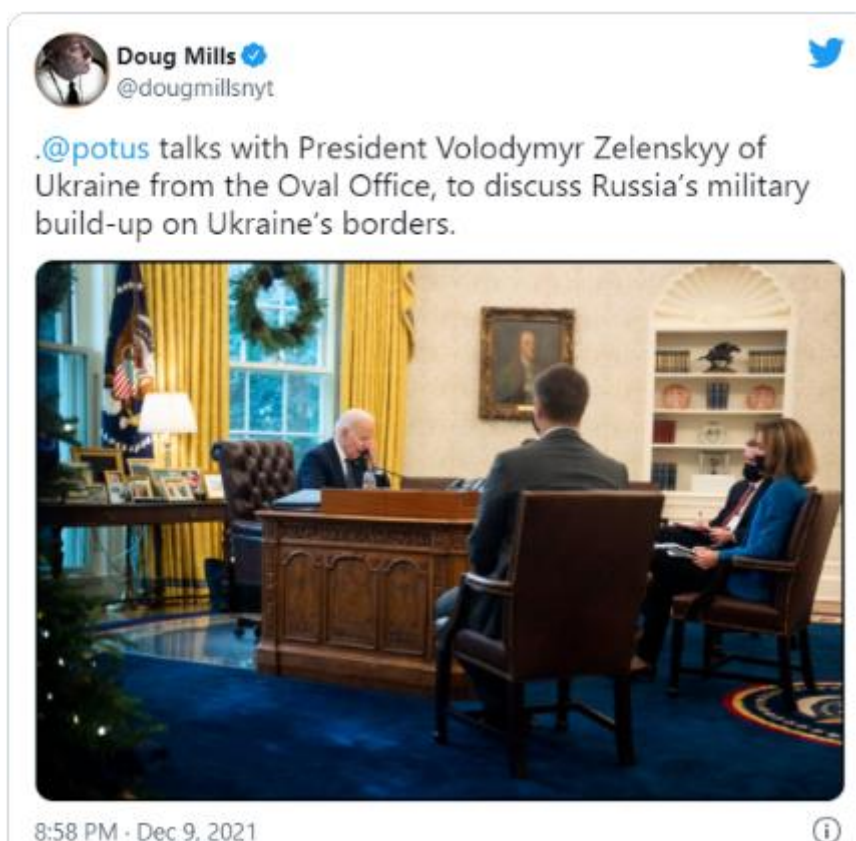 Doug Mills
@dougmillsnyt
.@potus talks with President Volodymyr Zelenskyy of
Ukraine from the Oval Office, to discuss Russia’s military
build-up on Ukraine’s borders.
8:58 PM · Dec 9, 2021